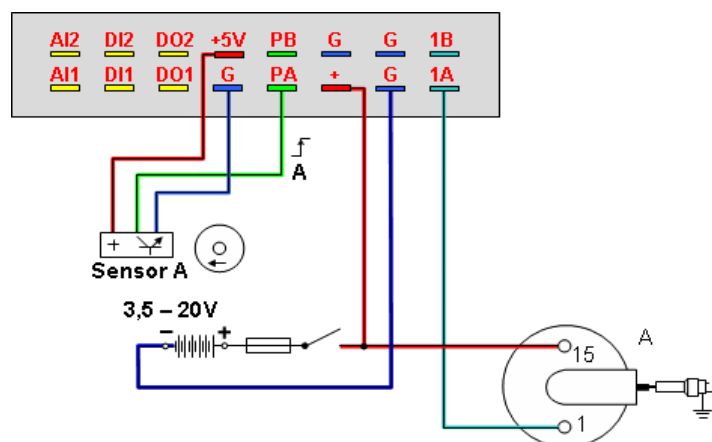 AI2 DI2 DO2 +5V PB G G 1B
AI1 DI1 DO1 G PA + G 1A
A
+
Sensor A
3,5 – 20V
– +
A
15
1